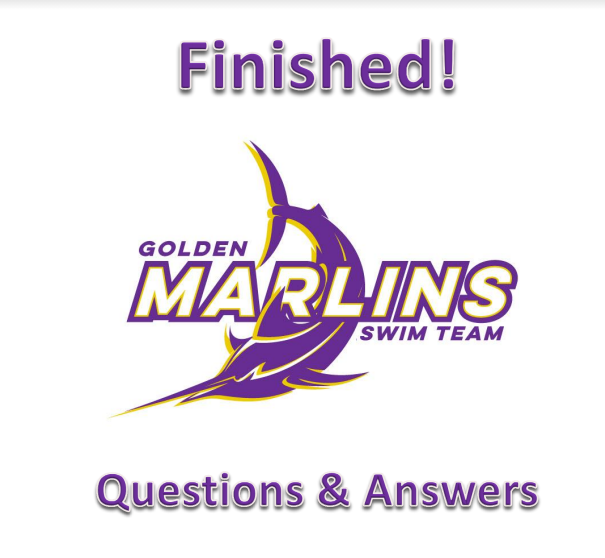 Finished!
GOLDEN
MARLINS
SWIM TEAM
Questions & Answers